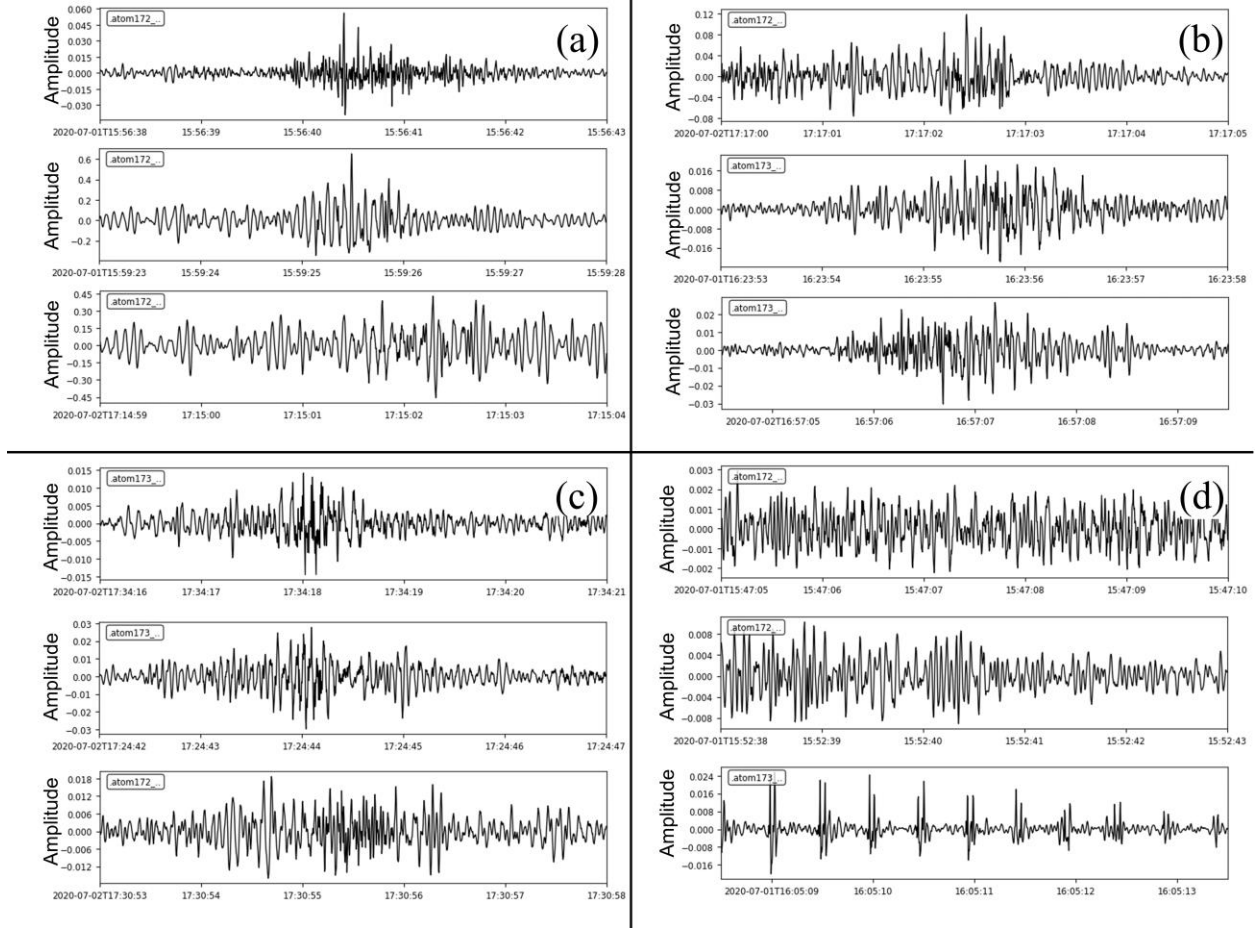 (a)
Amplitude
.atom172_..
0.060
0.045
0.030
0.015
0.000
−0.015
−0.030
2020-07-01T15:56:38 15:56:39 15:56:40 15:56:41 15:56:42 15:56:43
Amplitude
.atom172_..
0.6
0.4
0.2
0.0
−0.2
2020-07-01T15:59:23 15:59:24 15:59:25 15:59:26 15:59:27 15:59:28
Amplitude
.atom172_..
0.45
0.30
0.15
0.00
−0.15
−0.30
−0.45
2020-07-02T17:14:59 17:15:00 17:15:01 17:15:02 17:15:03 17:15:04
(b)
Amplitude
.atom172_..
0.12
0.08
0.04
0.00
−0.04
−0.08
2020-07-02T17:17:00 17:17:01 17:17:02 17:17:03 17:17:04 17:17:05
Amplitude
.atom173_..
0.016
0.008
0.000
−0.008
−0.016
2020-07-01T16:23:53 16:23:54 16:23:55 16:23:56 16:23:57 16:23:58
Amplitude
.atom173_..
0.02
0.01
0.00
−0.01
−0.02
−0.03
2020-07-02T16:57:05 16:57:06 16:57:07 16:57:08 16:57:09
(c)
Amplitude
.atom173_..
0.015
0.010
0.005
0.000
−0.005
−0.010
−0.015
2020-07-02T17:34:16 17:34:17 17:34:18 17:34:19 17:34:20 17:34:21
Amplitude
.atom173_..
0.03
0.02
0.01
0.00
−0.01
−0.02
−0.03
2020-07-02T17:24:42 17:24:43 17:24:44 17:24:45 17:24:46 17:24:47
Amplitude
.atom172_..
0.018
0.012
0.006
0.000
−0.006
−0.012
2020-07-02T17:30:53 17:30:54 17:30:55 17:30:56 17:30:57 17:30:58
(d)
Amplitude
.atom172_..
0.003
0.002
0.001
0.000
−0.001
−0.002
2020-07-01T15:47:05 15:47:06 15:47:07 15:47:08 15:47:09 15:47:10
Amplitude
.atom172_..
0.008
0.004
0.000
−0.004
−0.008
2020-07-01T15:52:38 15:52:39 15:52:40 15:52:41 15:52:42 15:52:43
Amplitude
.atom173_..
0.024
0.016
0.008
0.000
−0.008
−0.016
2020-07-01T16:05:09 16:05:10 16:05:11 16:05:12 16:05:13